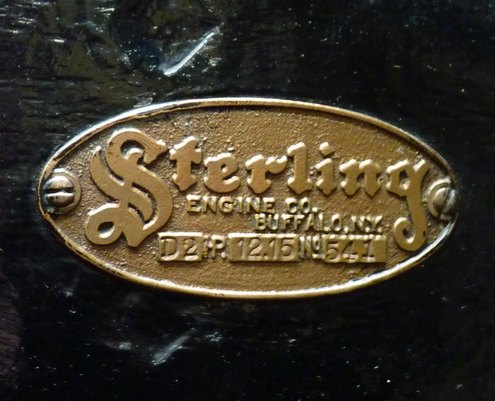 Sterling
ENGINE CO.
BUFFALO, N.Y.
D2 H.P. 12.15 No 541